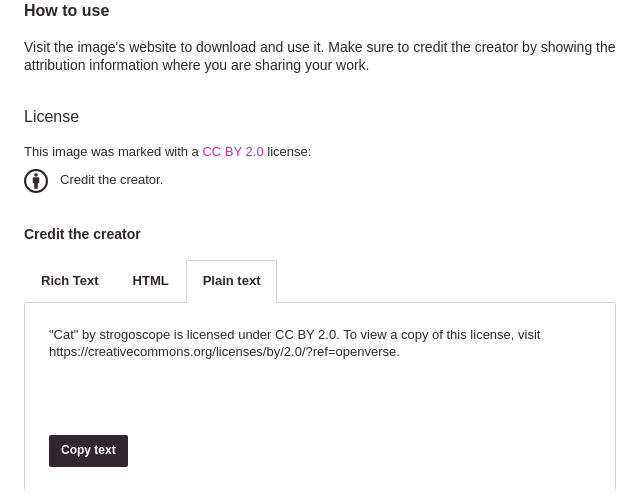 How to use
Visit the image's website to download and use it. Make sure to credit the creator by showing the
attribution information where you are sharing your work.
License
This image was marked with a CC BY 2.0 license:
Credit the creator.
Credit the creator
Rich Text HTML Plain text
"Cat" by strogoscope is licensed under CC BY 2.0. To view a copy of this license, visit
https://creativecommons.org/licenses/by/2.0/?ref=openverse.
Copy text